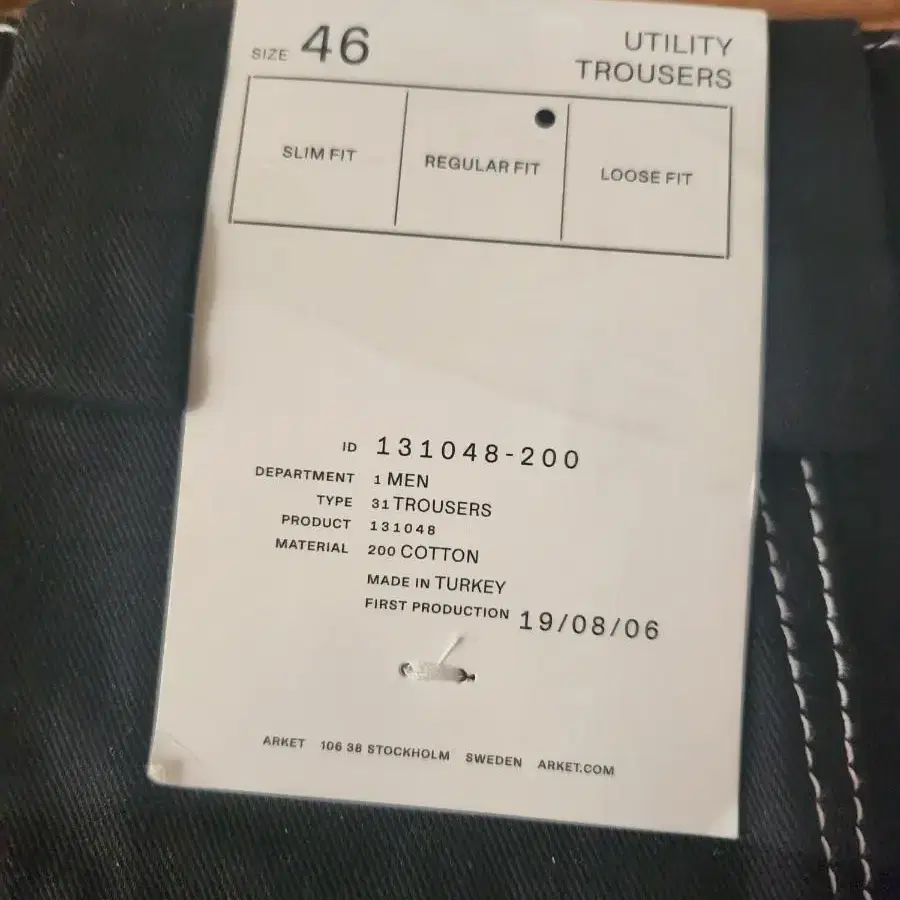 SIZE 46
UTILITY
TROUSERS
SLIM FIT
REGULAR FIT
LOOSE FIT
ID 131048-200
DEPARTMENT 1 MEN
TYPE 31 TROUSERS
PRODUCT 131048
MATERIAL 200 COTTON
MADE IN TURKEY
FIRST PRODUCTION 19/08/06
ARKET 106 38 STOCKHOLM SWEDEN ARKET.COM